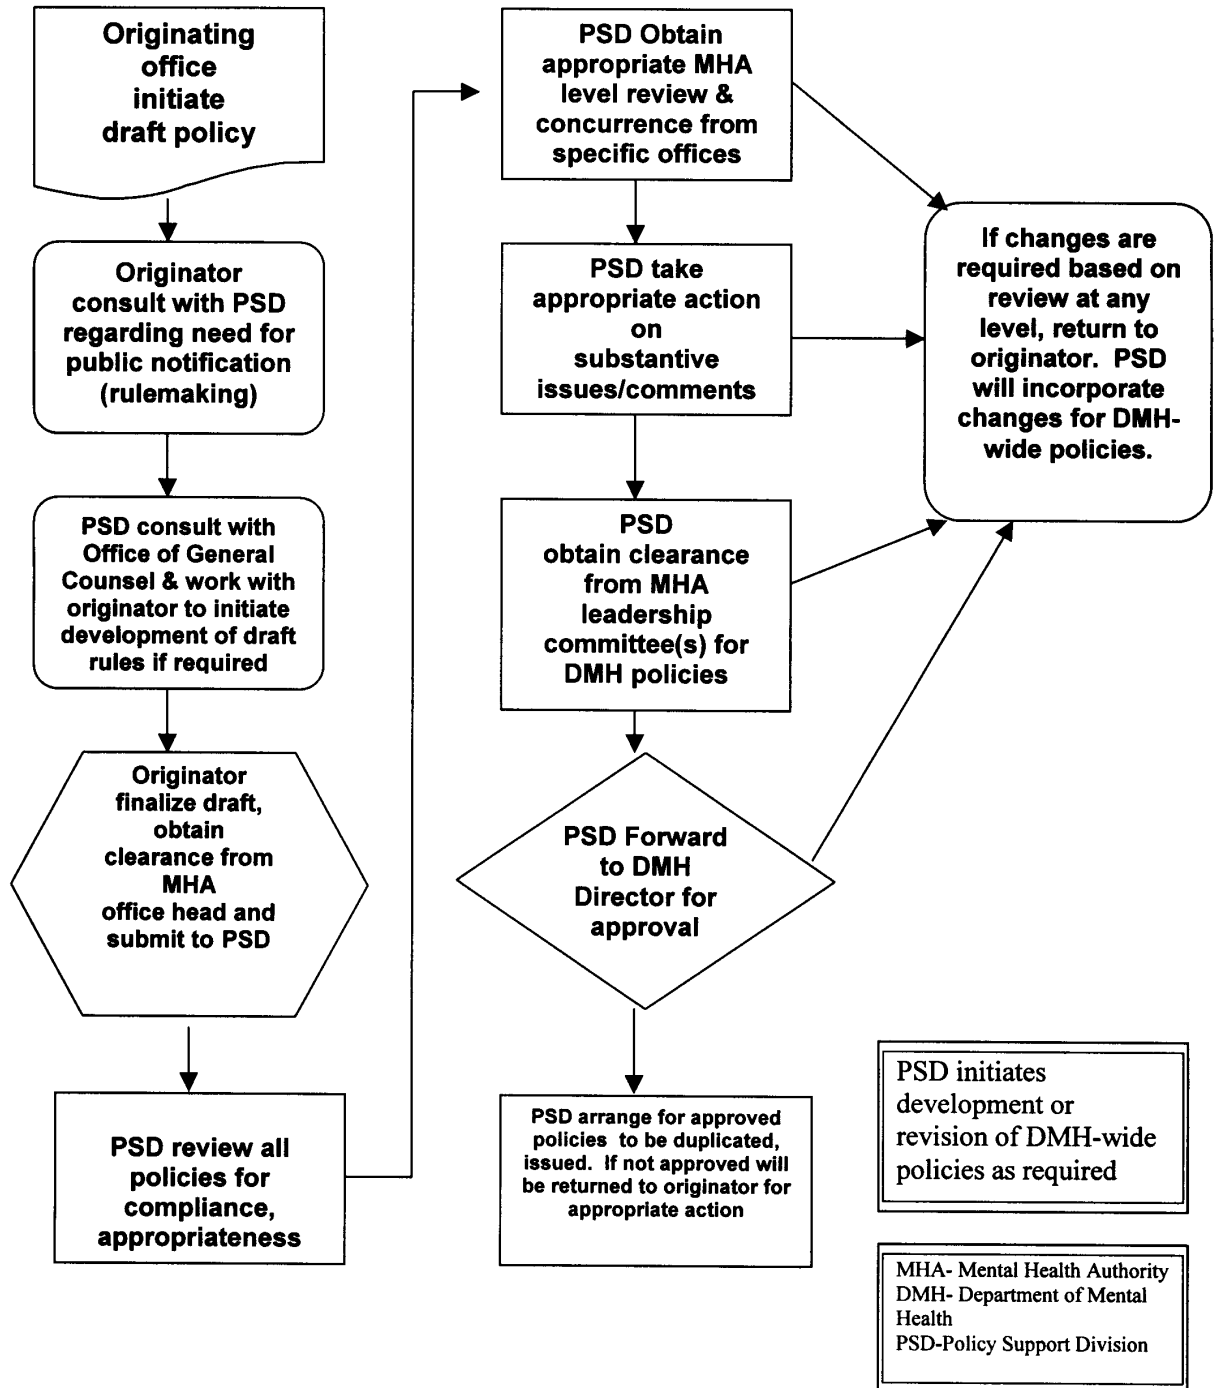 Originating
office
initiate
draft policy
Originator
consult with PSD
regarding need for
public notification
(rulemaking)
PSD consult with
Office of General
Counsel & work with
originator to initiate
development of draft
rules if required
Originator
finalize draft,
obtain
clearance from
MHA
office head and
submit to PSD
PSD review all
policies for
compliance,
appropriateness
PSD Obtain
appropriate MHA
level review &
concurrence from
specific offices
PSD take
appropriate action
on
substantive
issues/comments
PSD
obtain clearance
from MHA
leadership
committee(s) for
DMH policies
PSD Forward
to DMH
Director for
approval
PSD arrange for approved
policies to be duplicated,
issued. If not approved will
be returned to originator for
appropriate action
If changes are
required based on
review at any
level, return to
originator. PSD
will incorporate
changes for DMH-
wide policies.
PSD initiates
development or
revision of DMH-wide
policies as required
MHA- Mental Health Authority
DMH- Department of Mental
Health
PSD-Policy Support Division